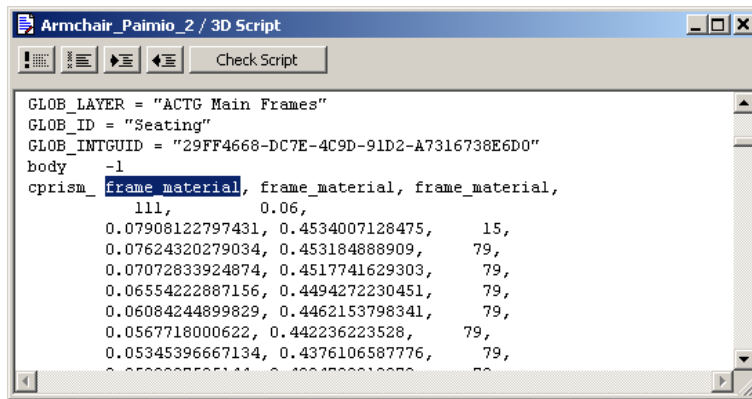 Armchair_Paimio_2 / 3D Script
Check Script
GLOB_LAYER = "ACTG Main Frames"
GLOB_ID = "Seating"
GLOB_INTGUID = "29FF4668-DC7E-4C9D-91D2-A7316738E6D0"
body -1
cprism_ frame_material, frame_material, frame_material,
111, 0.06,
0.07908122797431, 0.4534007128475, 15,
0.07624320279034, 0.453184888909, 79,
0.07072833924874, 0.4517741629303, 79,
0.06554222887156, 0.4494272230451, 79,
0.06084244899829, 0.4462153798341, 79,
0.0567718000622, 0.442236223528, 79,
0.05345396667134, 0.4376106587776, 79,